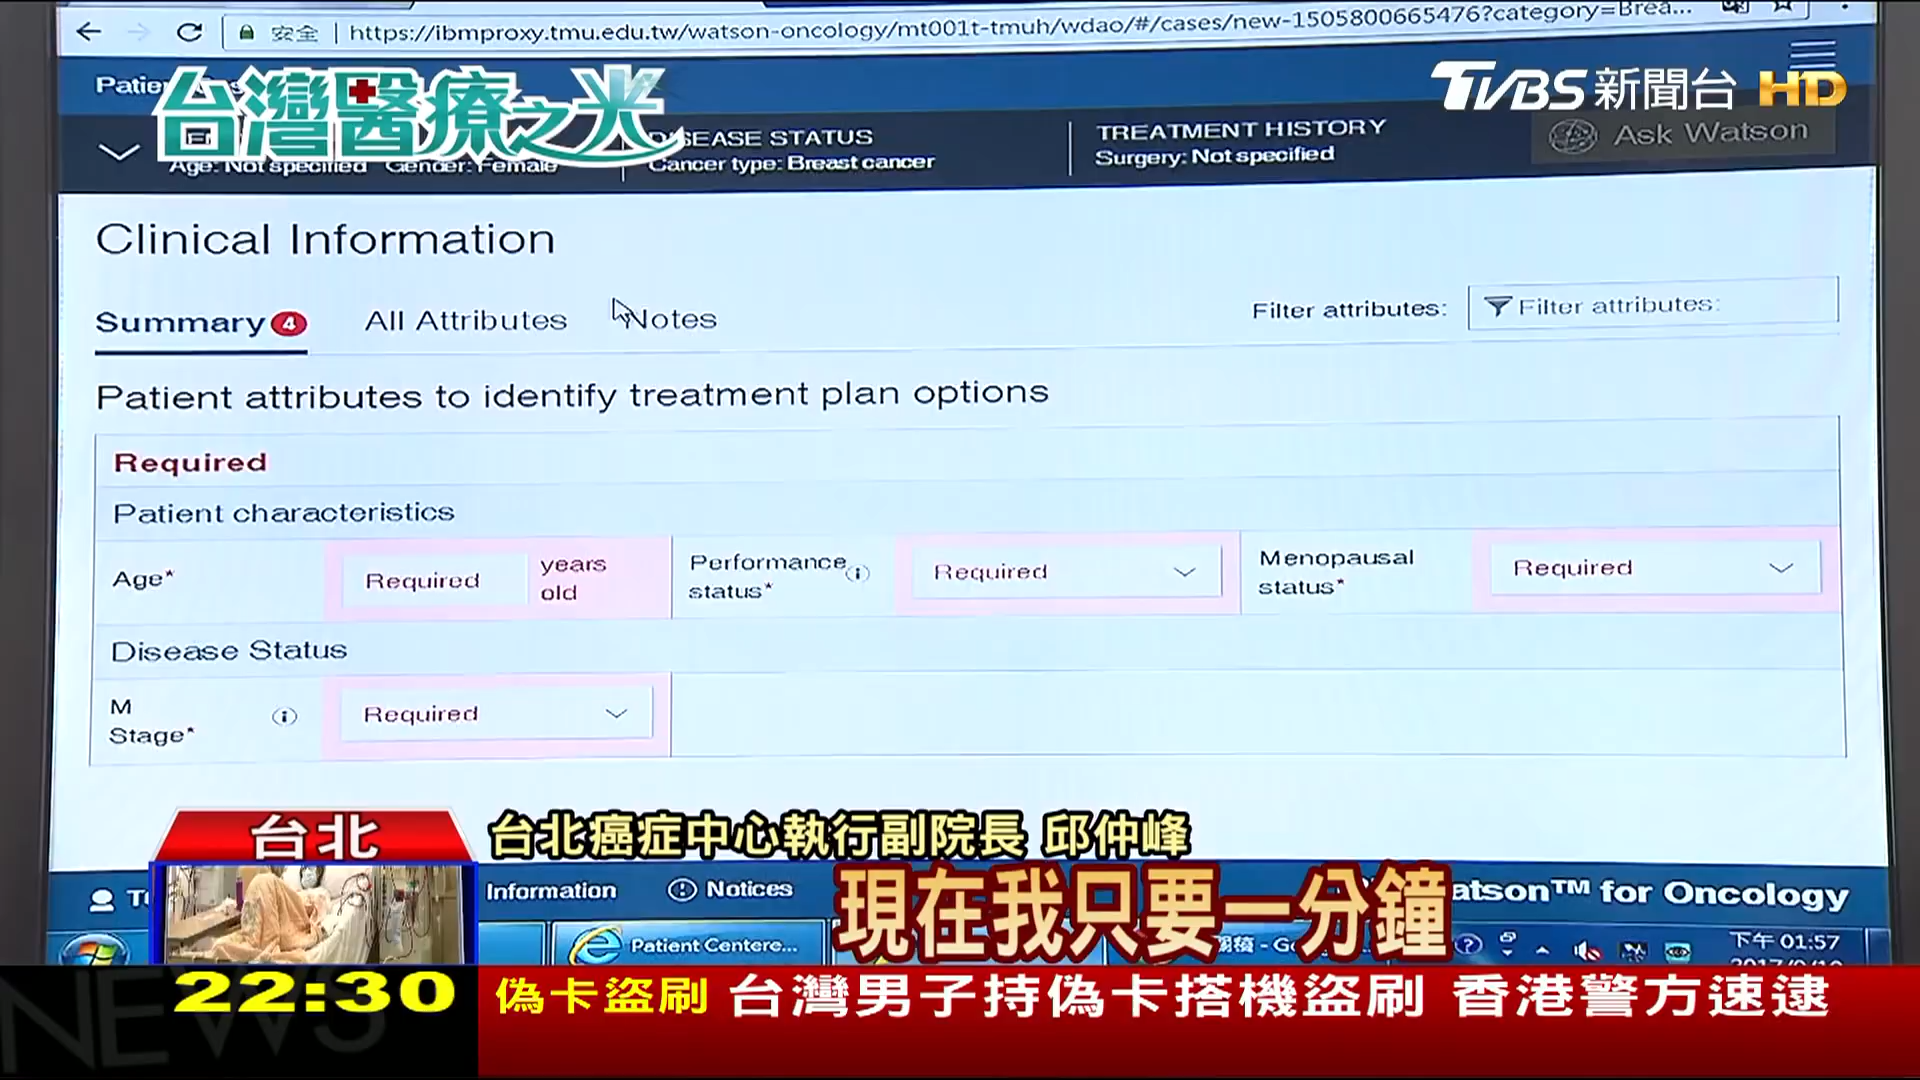 安全 https://ibmproxy.tmu.edu.tw/watson-oncology/mt001t-tmuh/wdao/#/cases/new-1505800665476?category=Brea...
台灣醫療之光
TVBS新聞台 HD
DISEASE STATUS
TREATMENT HISTORY
Ask Watson
Age: Not specified Gender: Female
Cancer type: Breast cancer
Surgery: Not specified
Clinical Information
Summary 4 All Attributes Notes
Filter attributes: Filter attributes:
Patient attributes to identify treatment plan options
Required
Patient characteristics
Age* Required years old
Performance status* Required
Menopausal status* Required
Disease Status
M Stage* Required
台北
台北癌症中心執行副院長 邱仲峰
Information Notices
現在我只要一分鐘
for Oncology
Patient Centere...
下午 01:57
NEWS
22:30
偽卡盜刷 台灣男子持偽卡搭機盜刷 香港警方速逮